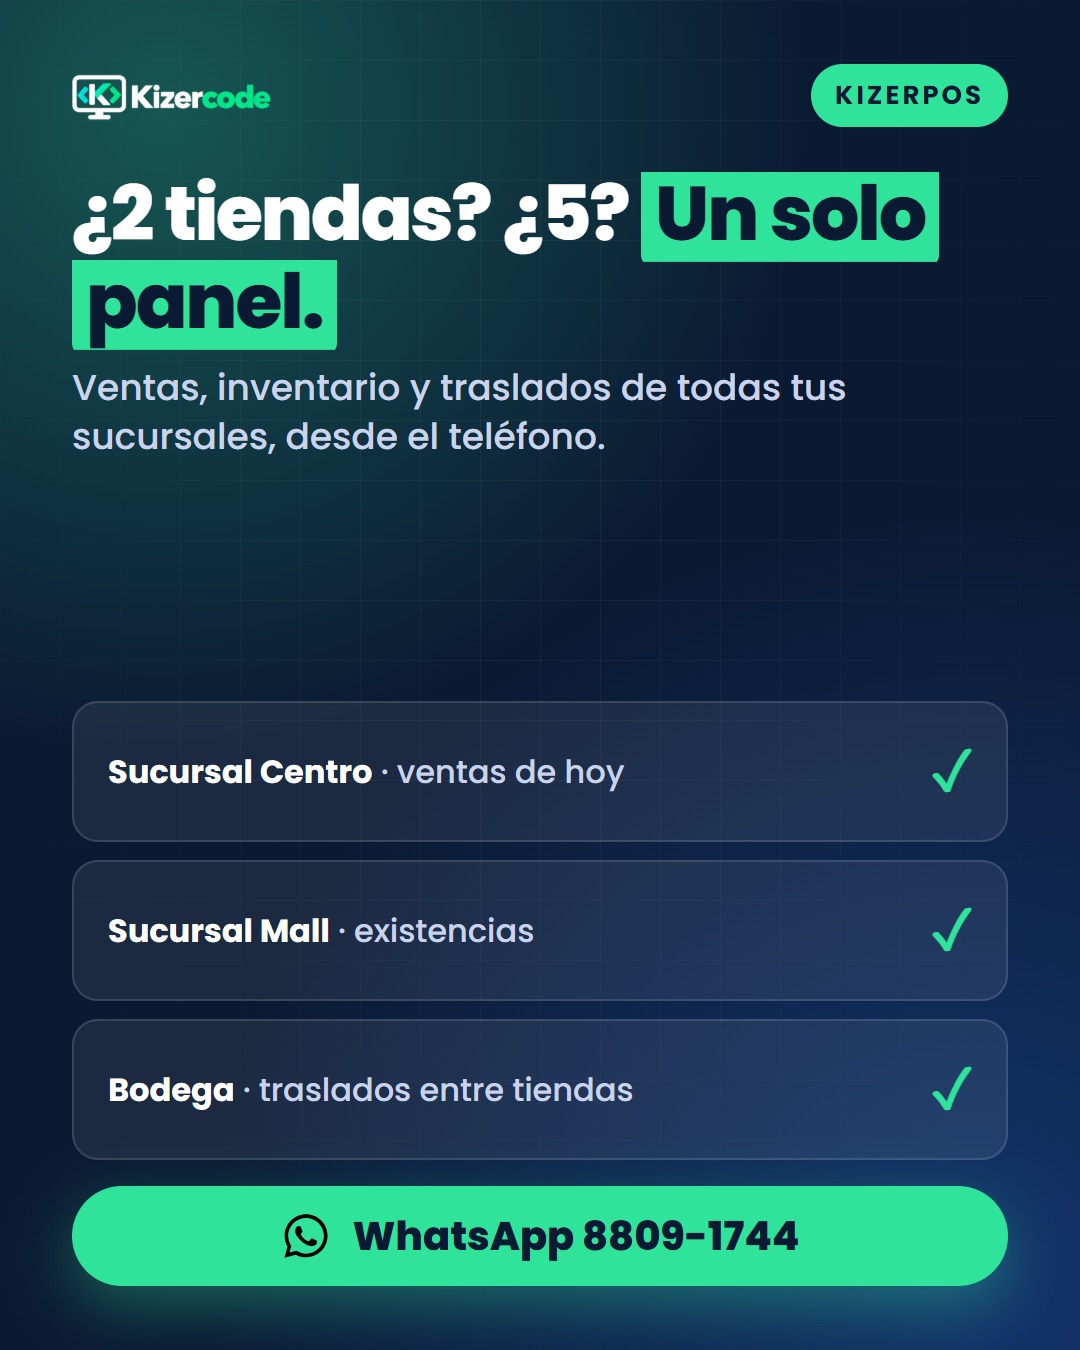 Kizercode
KIZERPOS
¿2 tiendas? ¿5? Un solo
panel.
Ventas, inventario y traslados de todas tus
sucursales, desde el teléfono.
Sucursal Centro · ventas de hoy
Sucursal Mall · existencias
Bodega · traslados entre tiendas
WhatsApp 8809-1744